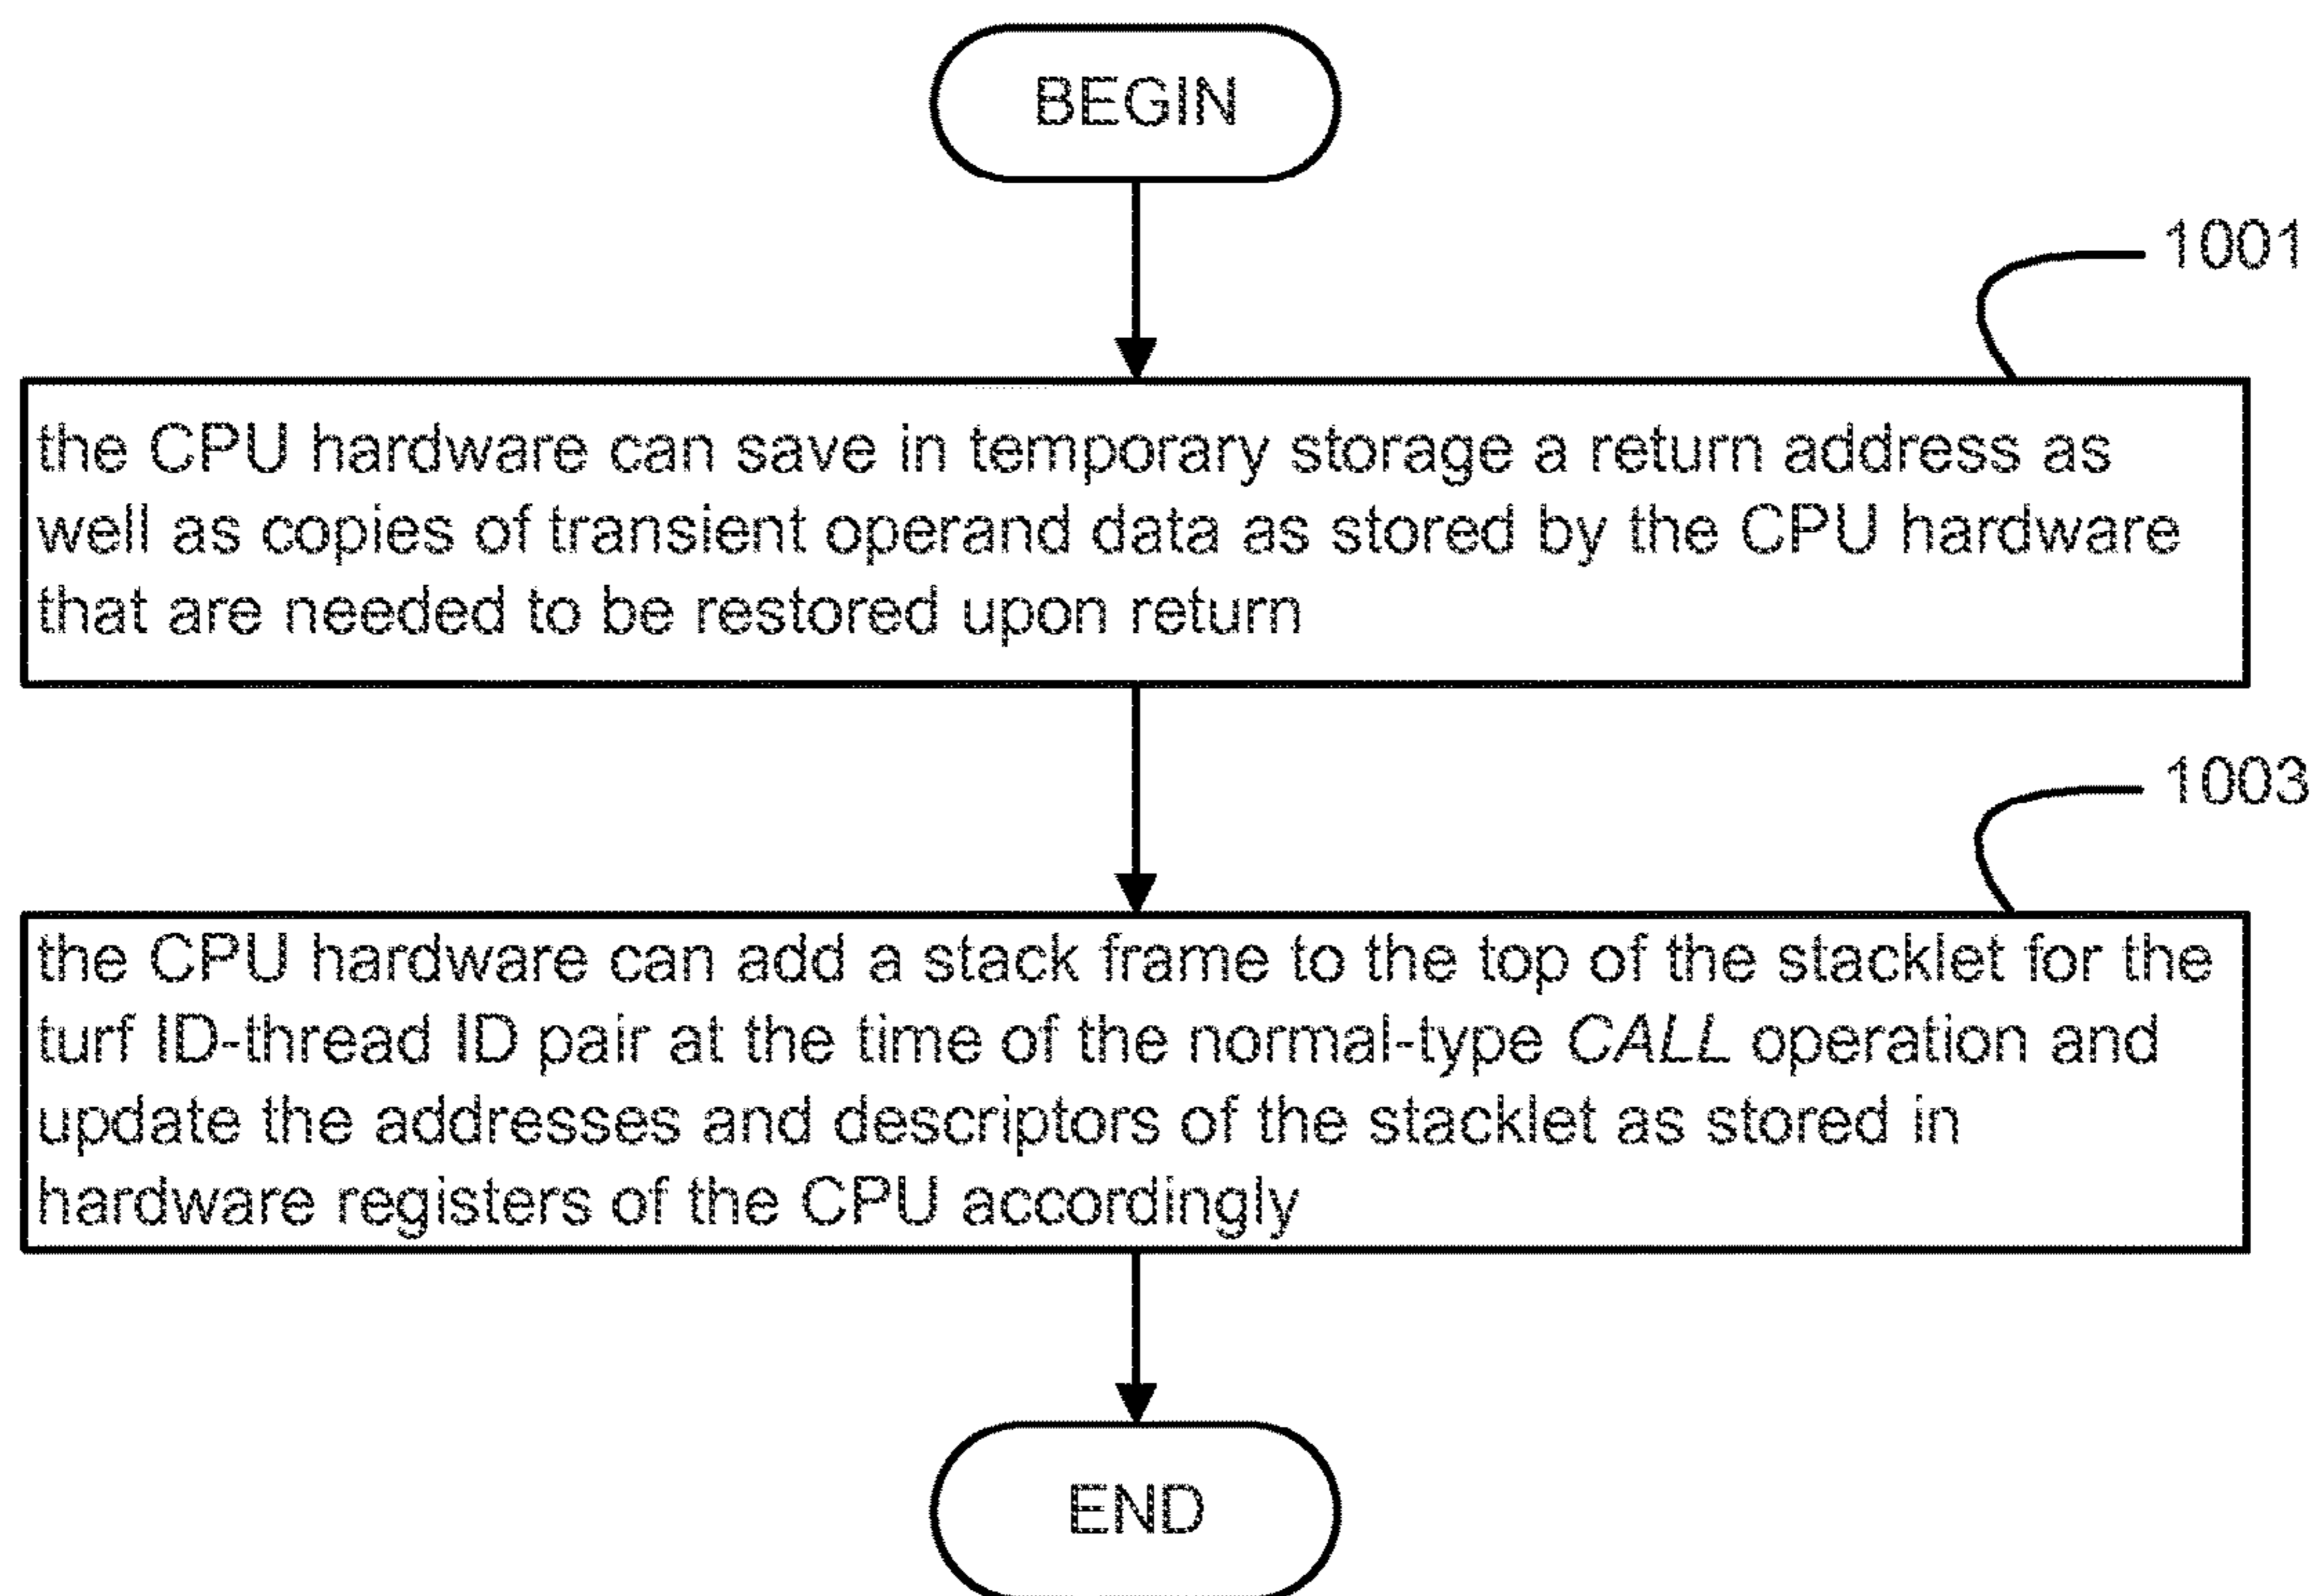 BEGIN
1001
the CPU hardware can save in temporary storage a return address as
well as copies of transient operand data as stored by the CPU hardware
that are needed to be restored upon return
1003
the CPU hardware can add a stack frame to the top of the stacklet for the
turf ID-thread ID pair at the time of the normal-type CALL operation and
update the addresses and descriptors of the stacklet as stored in
hardware registers of the CPU accordingly
END